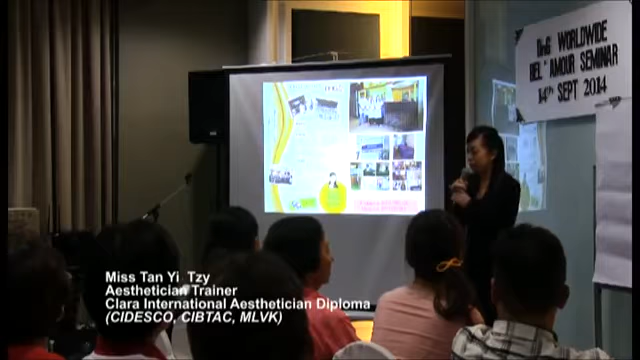 DnG WORLDWIDE
BEL'AMOUR SEMINAR
14TH SEPT 2014
Miss Tan Yi Tzy
Aesthetician Trainer
Clara International Aesthetician Diploma
(CIDESCO, CIBTAC, MLVK)